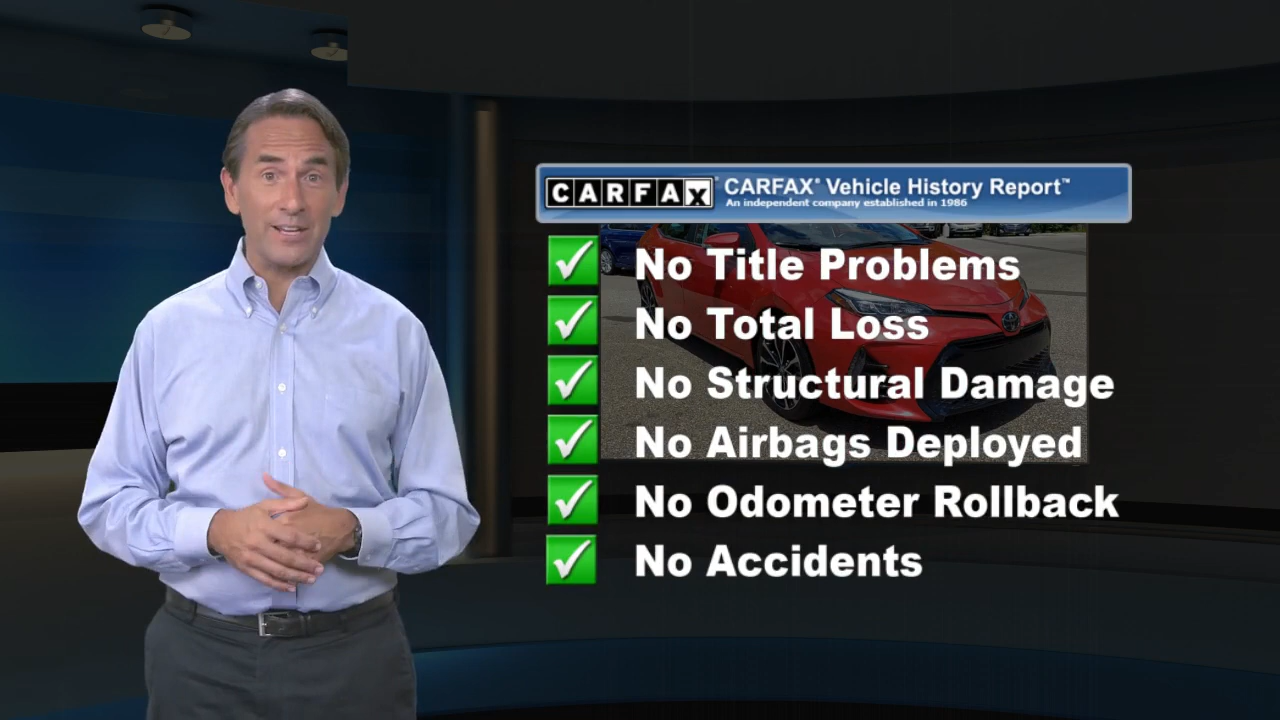 CARFAX® CARFAX® Vehicle History Report™
An independent company established in 1986
No Title Problems
No Total Loss
No Structural Damage
No Airbags Deployed
No Odometer Rollback
No Accidents